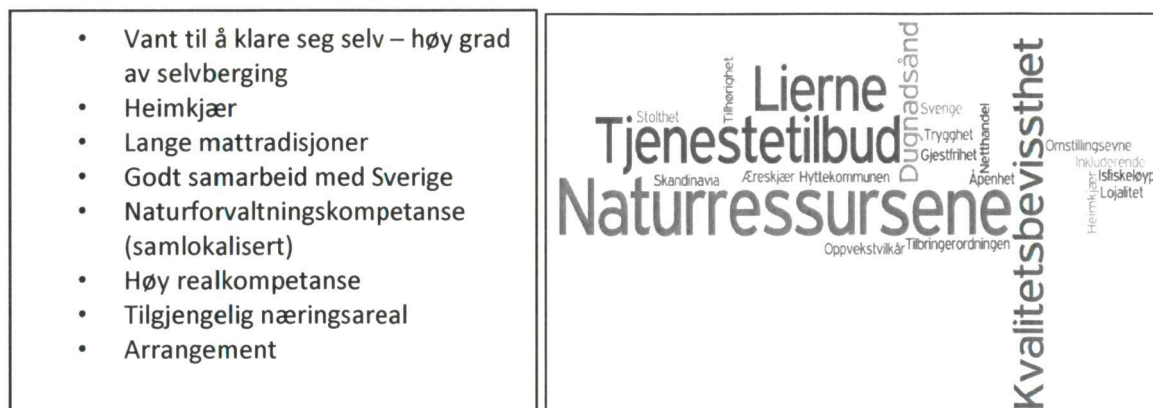 • Vant til å klare seg selv – høy grad
av selvberging
• Heimkjær
• Lange mattradisjoner
• Godt samarbeid med Sverige
• Naturforvaltningskompetanse
(samlokalisert)
• Høy realkompetanse
• Tilgjengelig næringsareal
• Arrangement
Lierne
Tjenestetilbud
Naturressursene
Kvalitetsbevissthet
Dugnadsånd
Tilhørighet
Stolthet
Sverige
Trygghet
Gjestfrihet
Netthandel
Skandinavia
Æreskjær
Hyttekommunen
Åpenhet
Omstillingsevne
Inkluderende
Isfiskeløyp
Lojalitet
Heimkjær
Oppvekstvilkår
Tilbringerordningen